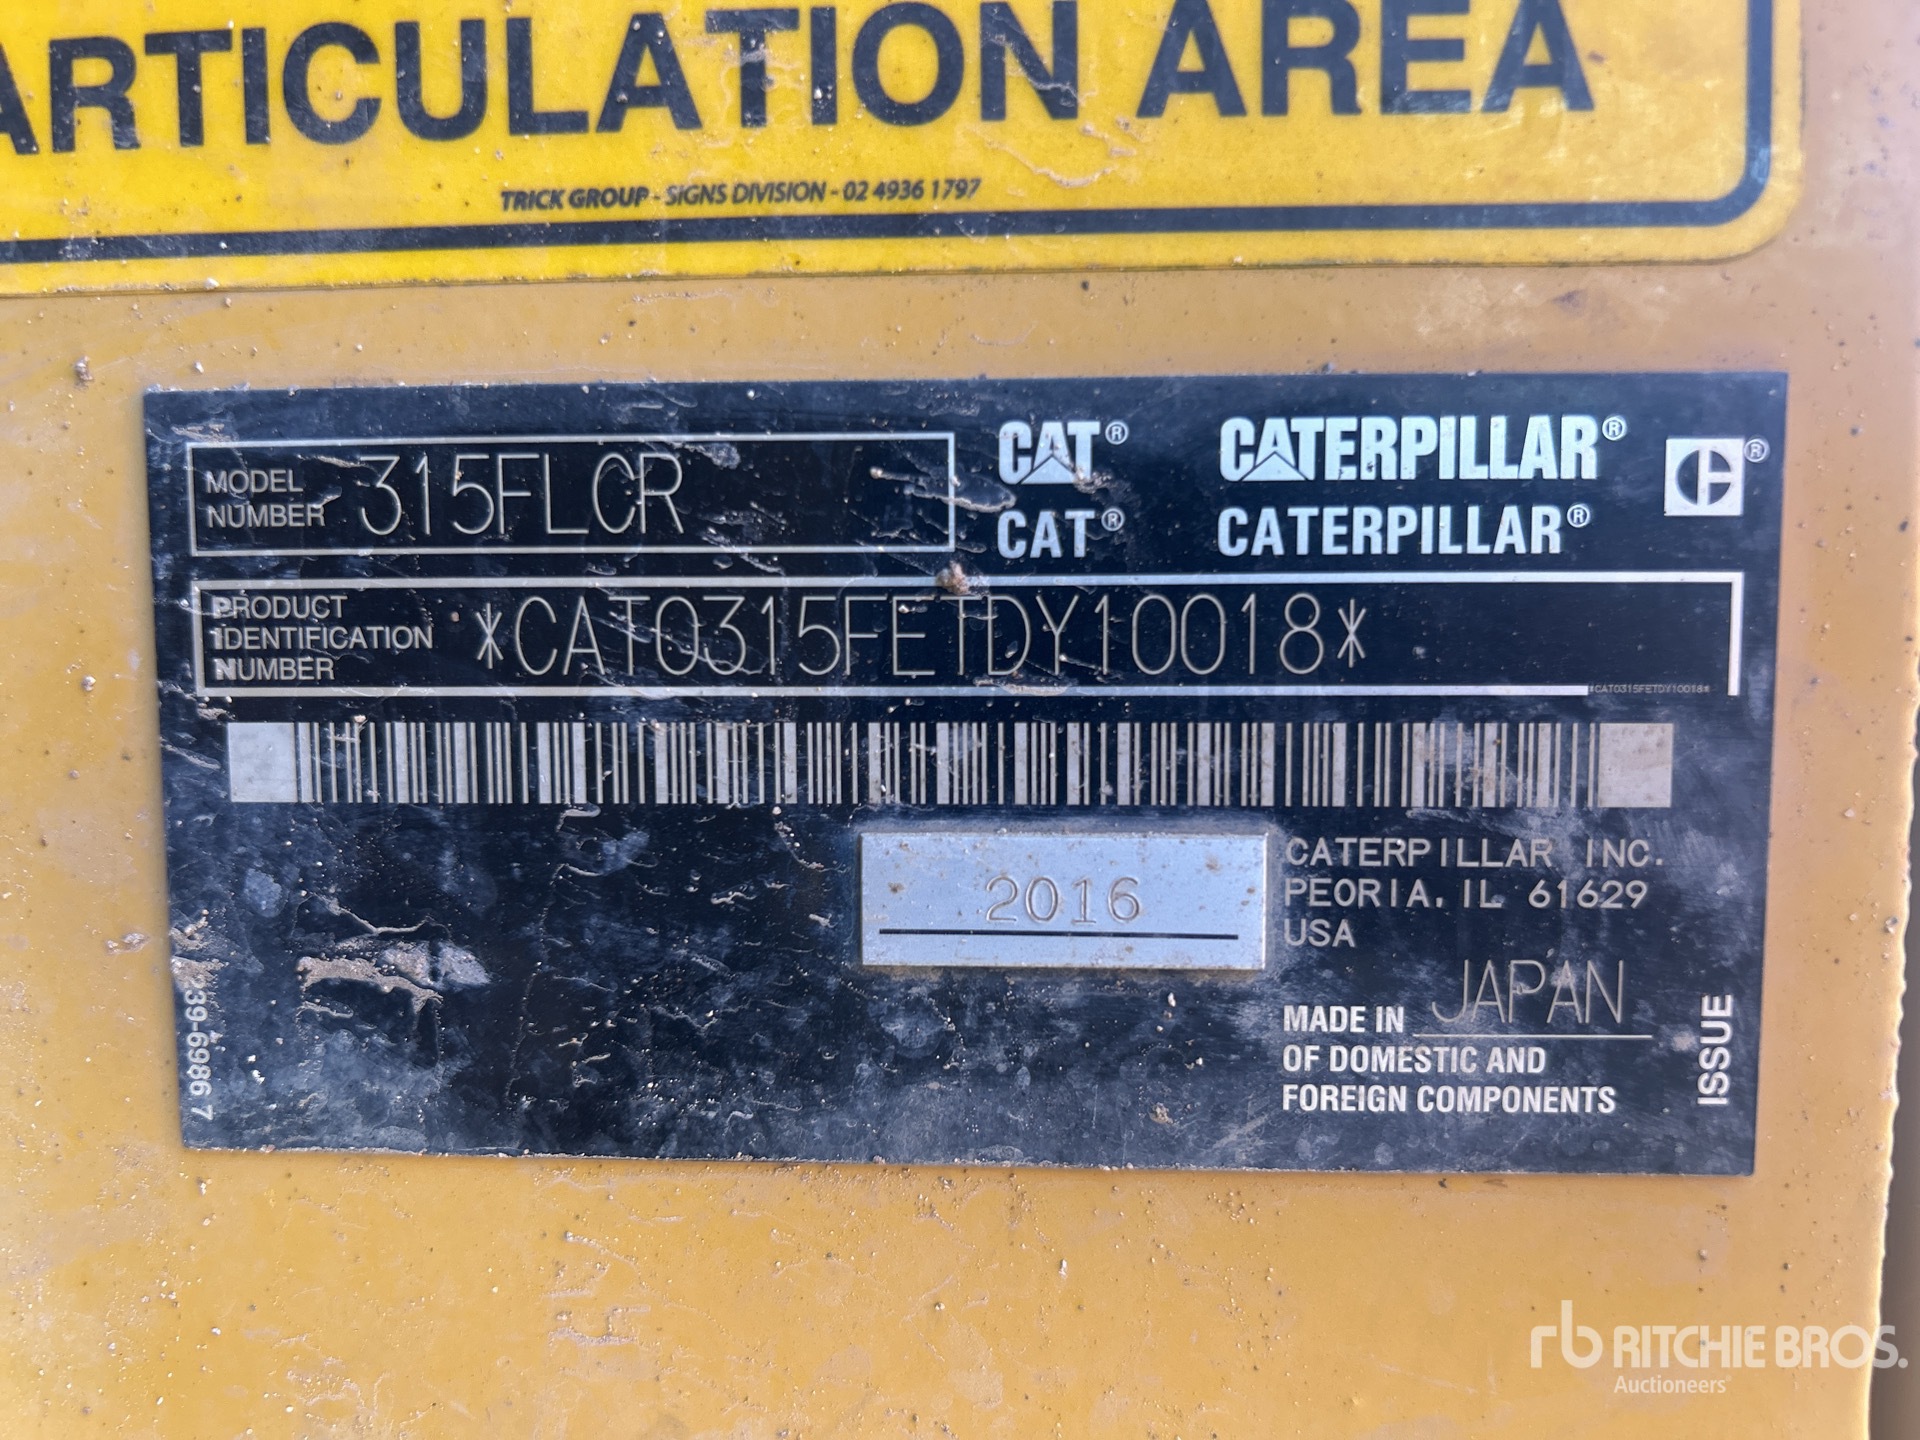 ARTICULATION AREA
TRICK GROUP - SIGNS DIVISION - 02 4936 1797
MODEL NUMBER 315FLCR
CAT® CATERPILLAR®
CAT® CATERPILLAR®
PRODUCT IDENTIFICATION NUMBER *CAT0315FETDY10018*
*CAT0315FETDY10018*
2016
CATERPILLAR INC.
PEORIA, IL 61629
USA
MADE IN JAPAN
OF DOMESTIC AND
FOREIGN COMPONENTS
ISSUE
239-6986 7
rb RITCHIE BROS.
Auctioneers